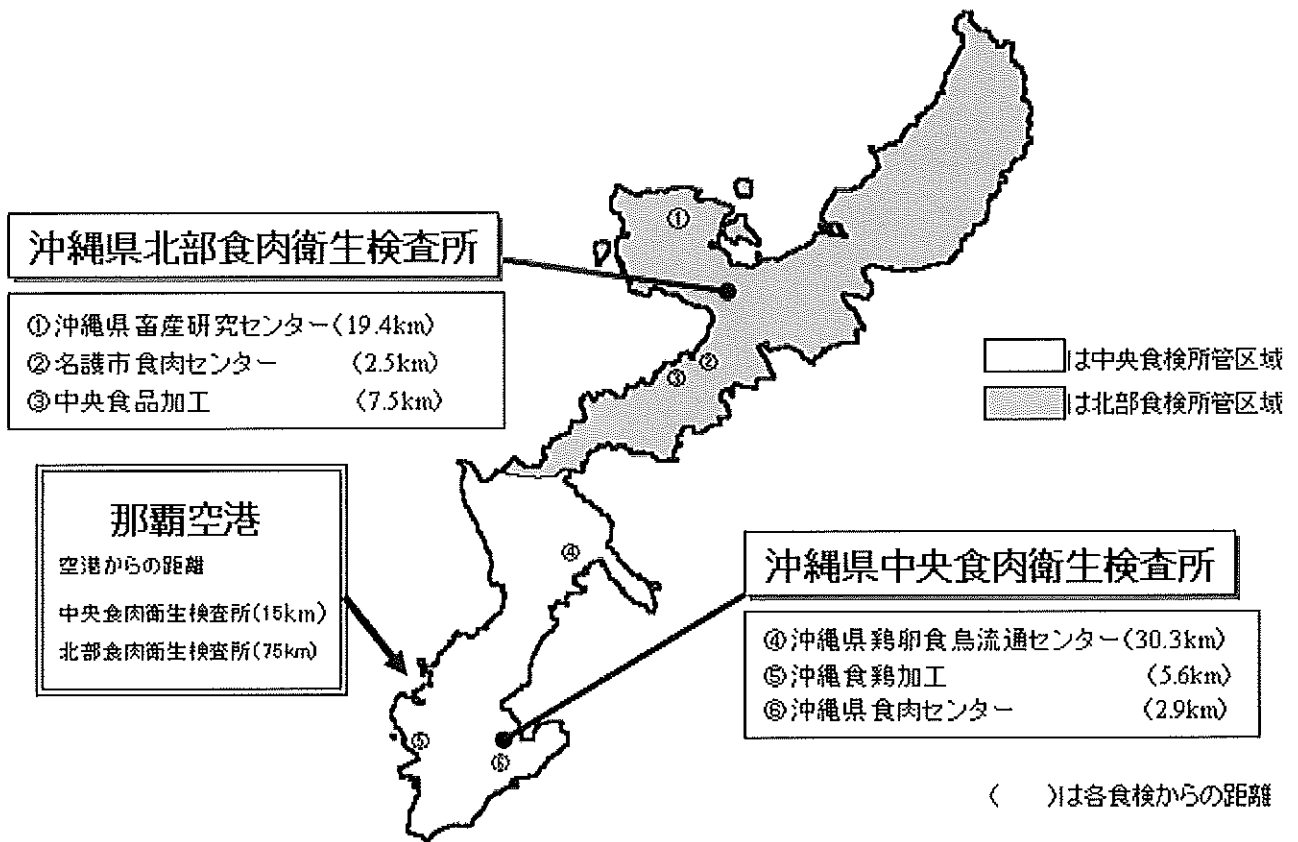 沖縄県北部食肉衛生検査所
①沖縄県畜産研究センター(19.4km)
②名護市食肉センター (2.5km)
③中央食品加工 (7.5km)
①
②
③
は中央食検所管区域
は北部食検所管区域
那覇空港
空港からの距離
中央食肉衛生検査所(15km)
北部食肉衛生検査所(75km)
④
沖縄県中央食肉衛生検査所
④沖縄県鶏卵食鳥流通センター(30.3km)
⑤沖縄食鶏加工 (5.6km)
⑥沖縄県食肉センター (2.9km)
⑤
⑥
( )は各食検からの距離